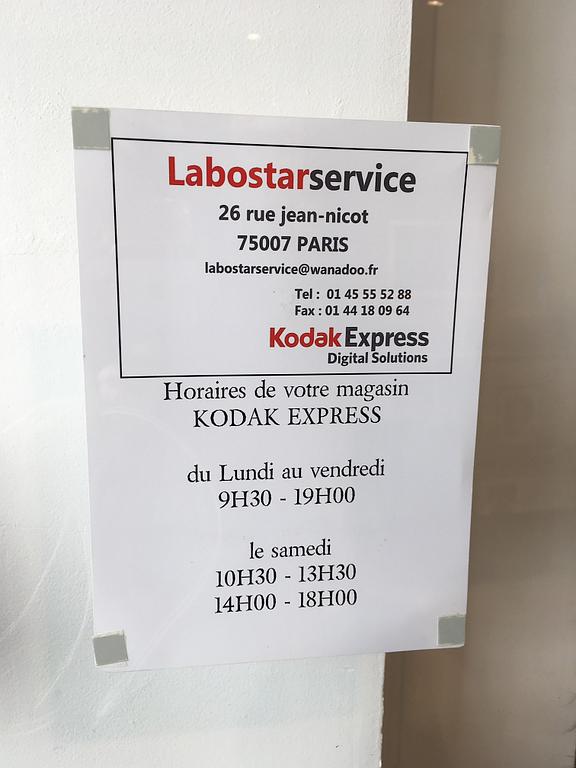 Labostarservice
26 rue jean-nicot
75007 PARIS
labostarservice@wanadoo.fr
Tel : 01 45 55 52 88
Fax : 01 44 18 09 64
Kodak Express
Digital Solutions
Horaires de votre magasin
KODAK EXPRESS
du Lundi au vendredi
9H30 - 19H00
le samedi
10H30 - 13H30
14H00 - 18H00